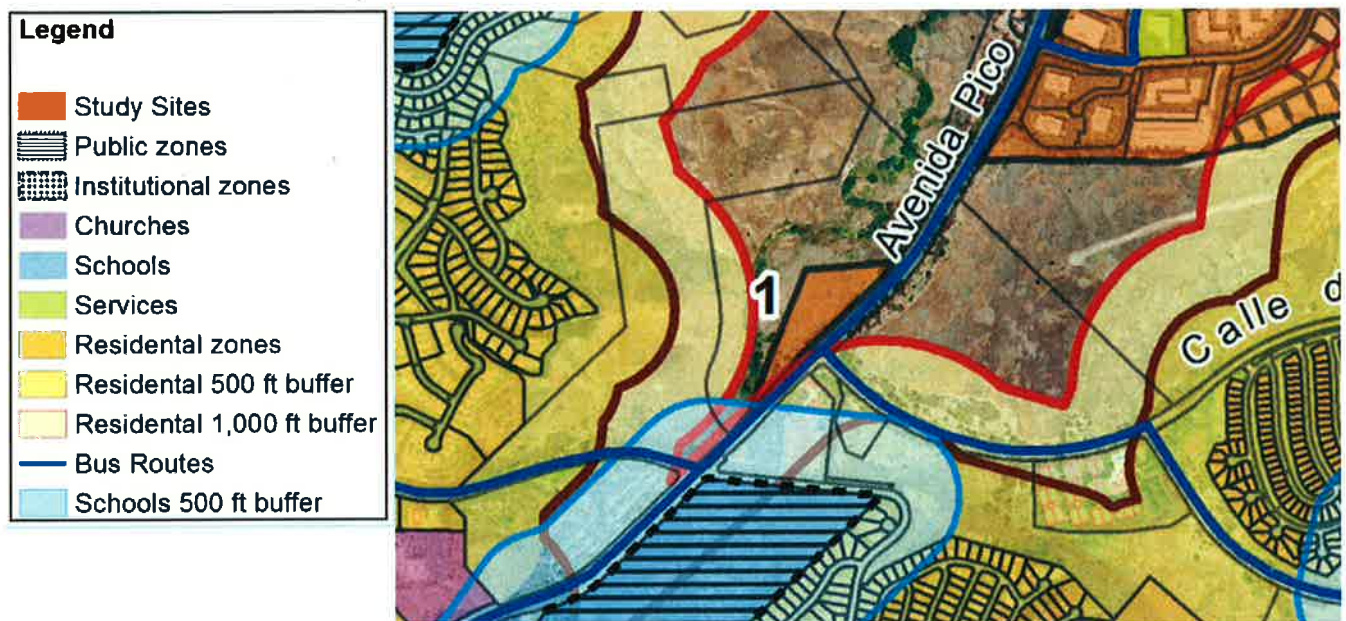 Legend
Study Sites
Public zones
Institutional zones
Churches
Schools
Services
Residental zones
Residental 500 ft buffer
Residental 1,000 ft buffer
Bus Routes
Schools 500 ft buffer
Avenida Pico
1
Calle d